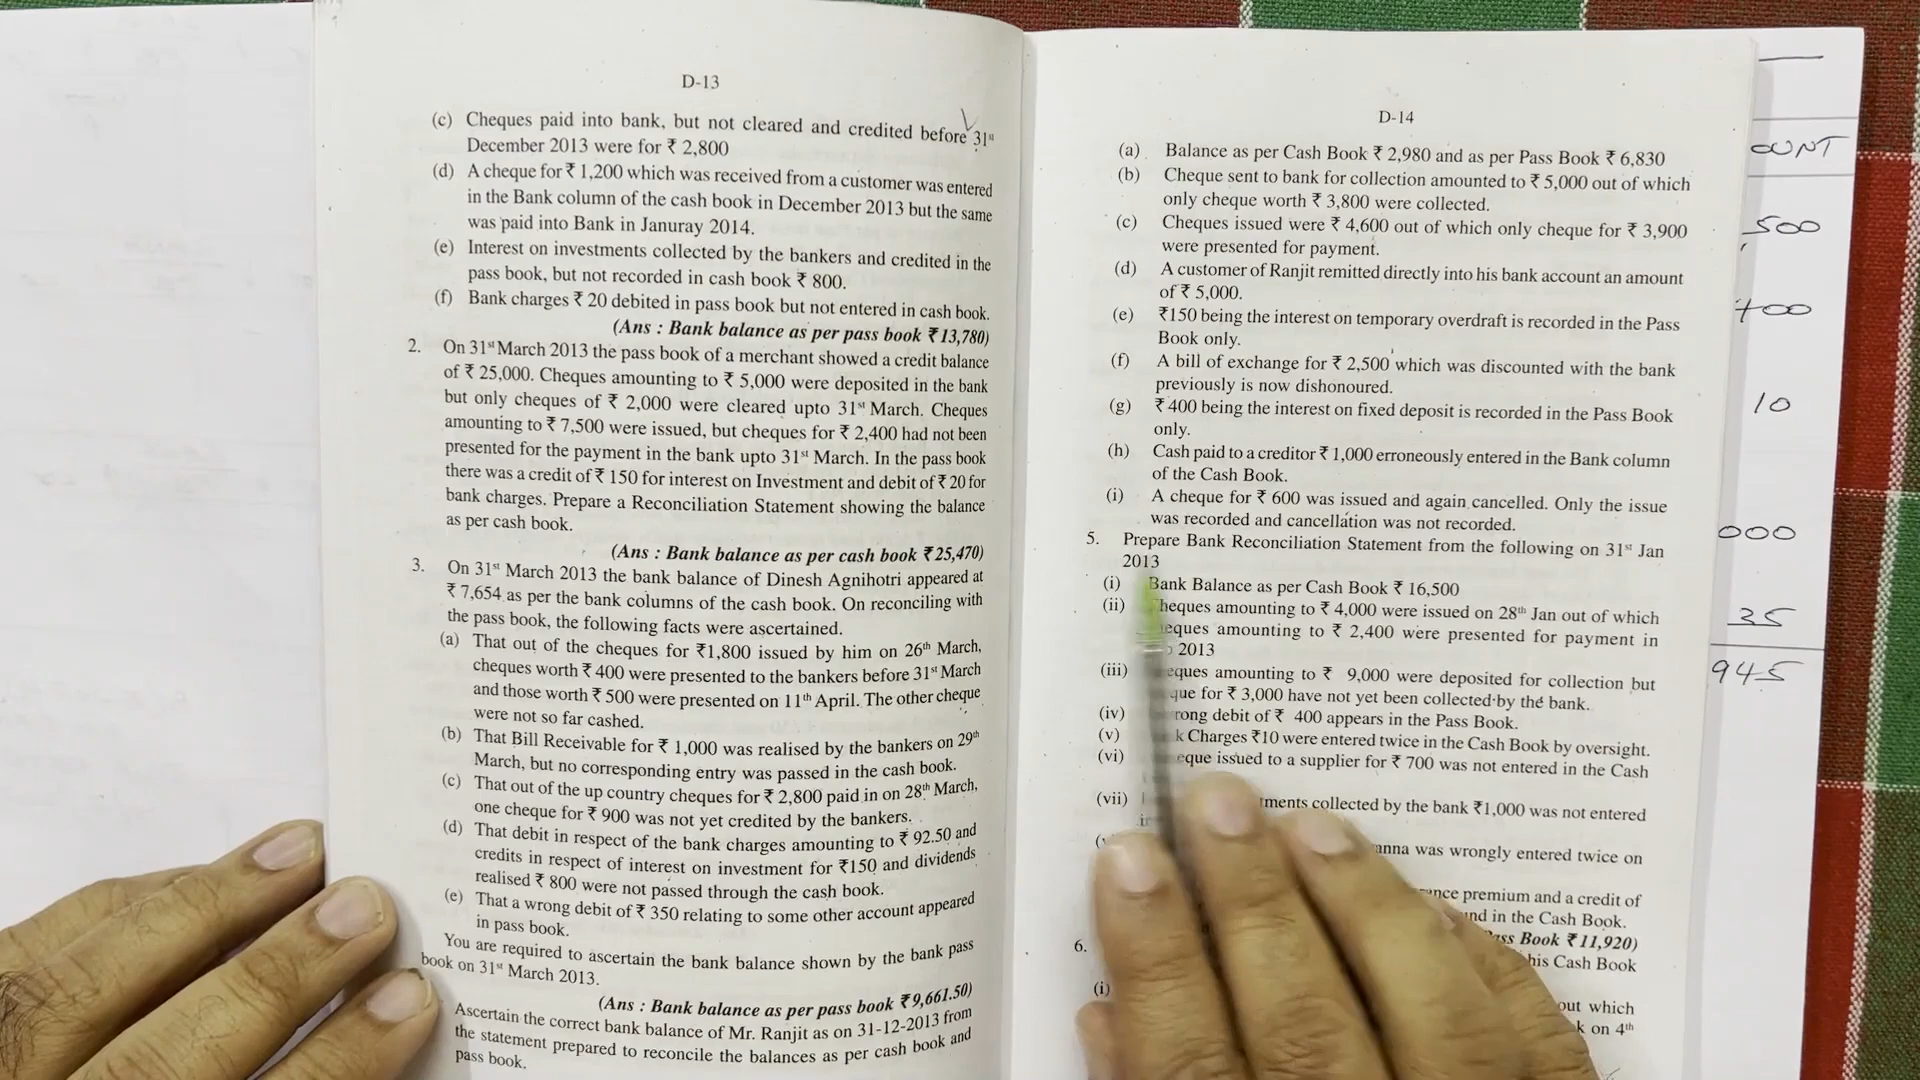 D-13
(c) Cheques paid into bank, but not cleared and credited before 31st
December 2013 were for ₹ 2,800
(d) A cheque for ₹ 1,200 which was received from a customer was entered
in the Bank column of the cash book in December 2013 but the same
was paid into Bank in Januray 2014.
(e) Interest on investments collected by the bankers and credited in the
pass book, but not recorded in cash book ₹ 800.
(f) Bank charges ₹ 20 debited in pass book but not entered in cash book.
(Ans : Bank balance as per pass book ₹13,780)
2. On 31st March 2013 the pass book of a merchant showed a credit balance
of ₹ 25,000. Cheques amounting to ₹ 5,000 were deposited in the bank
but only cheques of ₹ 2,000 were cleared upto 31st March. Cheques
amounting to ₹ 7,500 were issued, but cheques for ₹ 2,400 had not been
presented for the payment in the bank upto 31st March. In the pass book
there was a credit of ₹ 150 for interest on Investment and debit of ₹ 20 for
bank charges. Prepare a Reconciliation Statement showing the balance
as per cash book.
(Ans : Bank balance as per cash book ₹25,470)
3. On 31st March 2013 the bank balance of Dinesh Agnihotri appeared at
₹ 7,654 as per the bank columns of the cash book. On reconciling with
the pass book, the following facts were ascertained.
(a) That out of the cheques for ₹1,800 issued by him on 26th March,
cheques worth ₹ 400 were presented to the bankers before 31st March
and those worth ₹ 500 were presented on 11th April. The other cheque
were not so far cashed.
(b) That Bill Receivable for ₹ 1,000 was realised by the bankers on 29th
March, but no corresponding entry was passed in the cash book.
(c) That out of the up country cheques for ₹ 2,800 paid in on 28th March,
one cheque for ₹ 900 was not yet credited by the bankers.
(d) That debit in respect of the bank charges amounting to ₹ 92.50 and
credits in respect of interest on investment for ₹150 and dividends
realised ₹ 800 were not passed through the cash book.
(e) That a wrong debit of ₹ 350 relating to some other account appeared
in pass book.
You are required to ascertain the bank balance shown by the bank pass
book on 31st March 2013.
(Ans : Bank balance as per pass book ₹9,661.50)
Ascertain the correct bank balance of Mr. Ranjit as on 31-12-2013 from
the statement prepared to reconcile the balances as per cash book and
pass book.
D-14
(a) Balance as per Cash Book ₹ 2,980 and as per Pass Book ₹ 6,830
(b) Cheque sent to bank for collection amounted to ₹ 5,000 out of which
only cheque worth ₹ 3,800 were collected.
(c) Cheques issued were ₹ 4,600 out of which only cheque for ₹ 3,900
were presented for payment.
(d) A customer of Ranjit remitted directly into his bank account an amount
of ₹ 5,000.
(e) ₹150 being the interest on temporary overdraft is recorded in the Pass
Book only.
(f) A bill of exchange for ₹ 2,500 which was discounted with the bank
previously is now dishonoured.
(g) ₹ 400 being the interest on fixed deposit is recorded in the Pass Book
only.
(h) Cash paid to a creditor ₹ 1,000 erroneously entered in the Bank column
of the Cash Book.
(i) A cheque for ₹ 600 was issued and again cancelled. Only the issue
was recorded and cancellation was not recorded.
5. Prepare Bank Reconciliation Statement from the following on 31st Jan
2013
(i) Bank Balance as per Cash Book ₹ 16,500
(ii) amounting to ₹ 4,000 were issued on 28th Jan out of which
amounting to ₹ 2,400 were presented for payment in
2013
(iii) amounting to ₹ 9,000 were deposited for collection but
for ₹ 3,000 have not yet been collected by the bank.
(iv) debit of ₹ 400 appears in the Pass Book.
(v) Charges ₹10 were entered twice in the Cash Book by oversight.
(vi) issued to a supplier for ₹ 700 was not entered in the Cash
(vii) collected by the bank ₹1,000 was not entered
was wrongly entered twice on
premium and a credit of
in the Cash Book.
Book ₹11,920)
6. his Cash Book
(i) out which
on 4th
OUNT
500
700
10
000
35
945